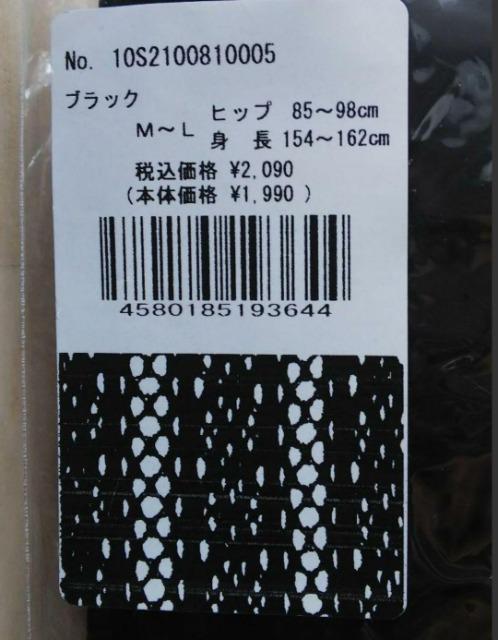 No. 10S2100810005
ブラック
M～L ヒップ 85～98cm
身 長 154～162cm
税込価格 ¥2,090
(本体価格 ¥1,990 )
4580185193644